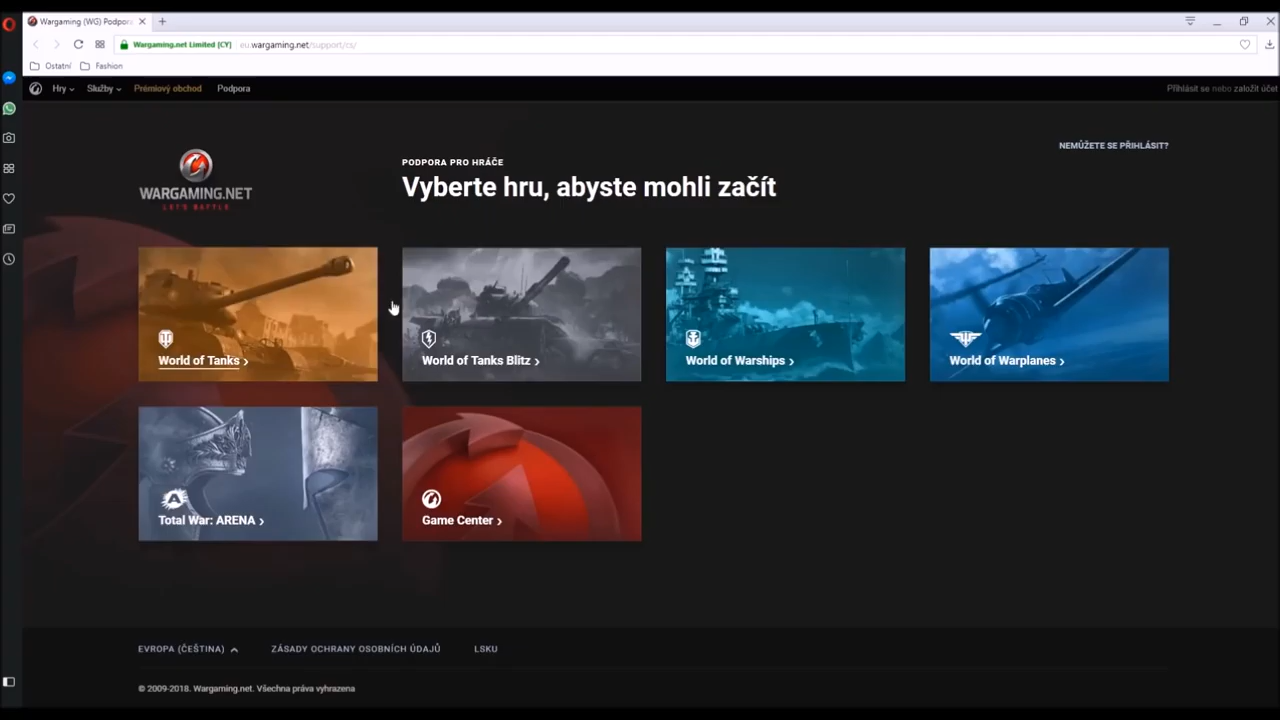 Wargaming (WG) Podpor
Wargaming.net Limited [CY] eu.wargaming.net/support/cs/
Ostatní Fashion
Hry Služby Prémiový obchod Podpora Přihlásit se nebo založit účet
NEMŮŽETE SE PŘIHLÁSIT?
WARGAMING.NET
LET'S BATTLE
PODPORA PRO HRÁČE
Vyberte hru, abyste mohli začít
World of Tanks
World of Tanks Blitz
World of Warships
World of Warplanes
Total War: ARENA
Game Center
EVROPA (ČEŠTINA) ZÁSADY OCHRANY OSOBNÍCH ÚDAJŮ LSKU
© 2009-2018. Wargaming.net. Všechna práva vyhrazena